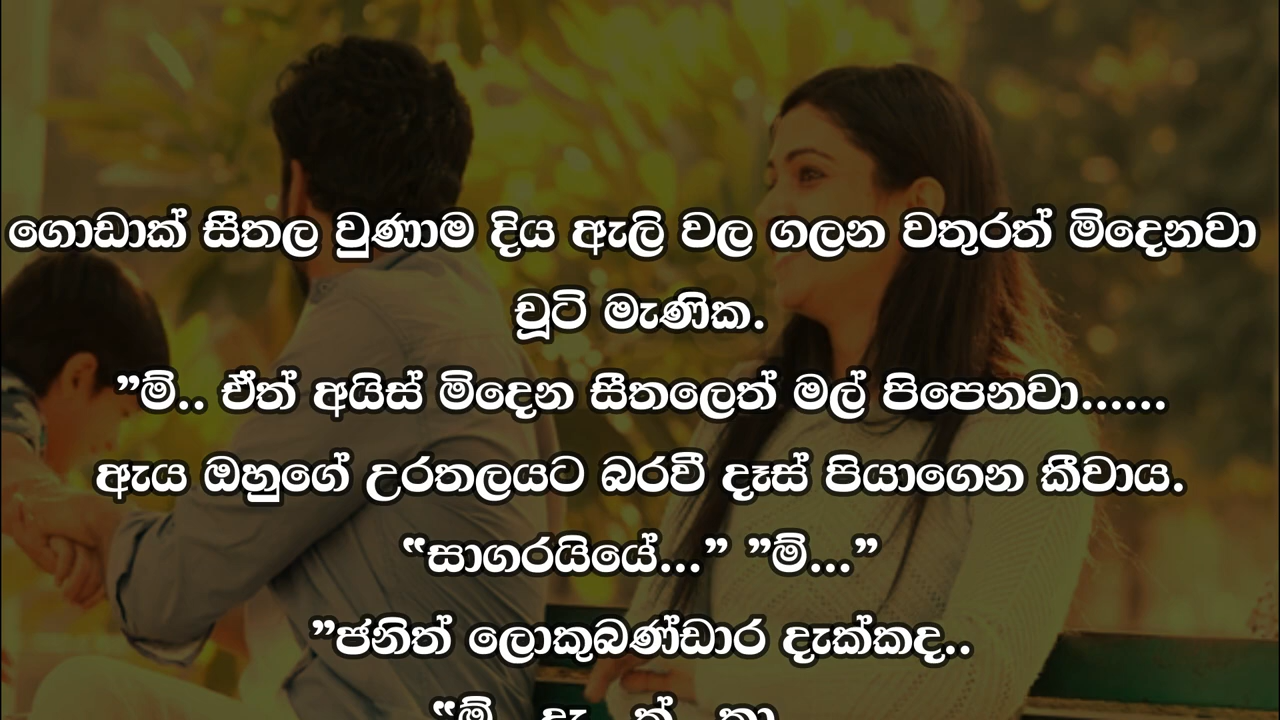 ගොඩාක් සීතල වුණාම දිය ඇලි වල ගලන වතුරත් මිදෙනවා
චූටි මැණික.
”ම්.. ඒත් අයිස් මිදෙන සීතලෙත් මල් පිපෙනවා......
ඇය ඔහුගේ උරතලයට බරවී දෑස් පියාගෙන කීවාය.
“සාගරයියේ...” ”ම්...”
”ජනිත් ලොකුබණ්ඩාර දැක්කද..